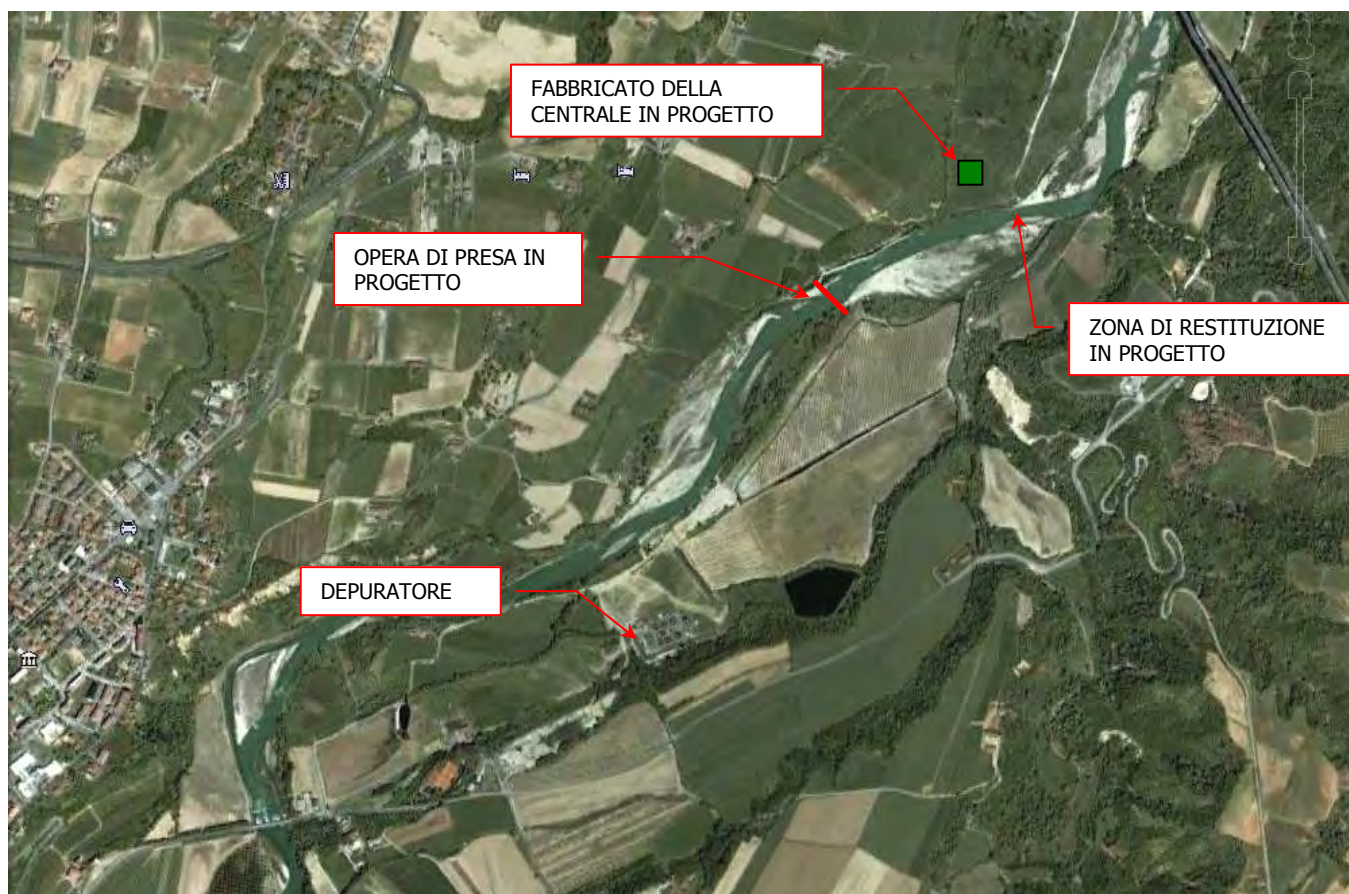 FABBRICATO DELLA
CENTRALE IN PROGETTO
OPERA DI PRESA IN
PROGETTO
ZONA DI RESTITUZIONE
IN PROGETTO
DEPURATORE